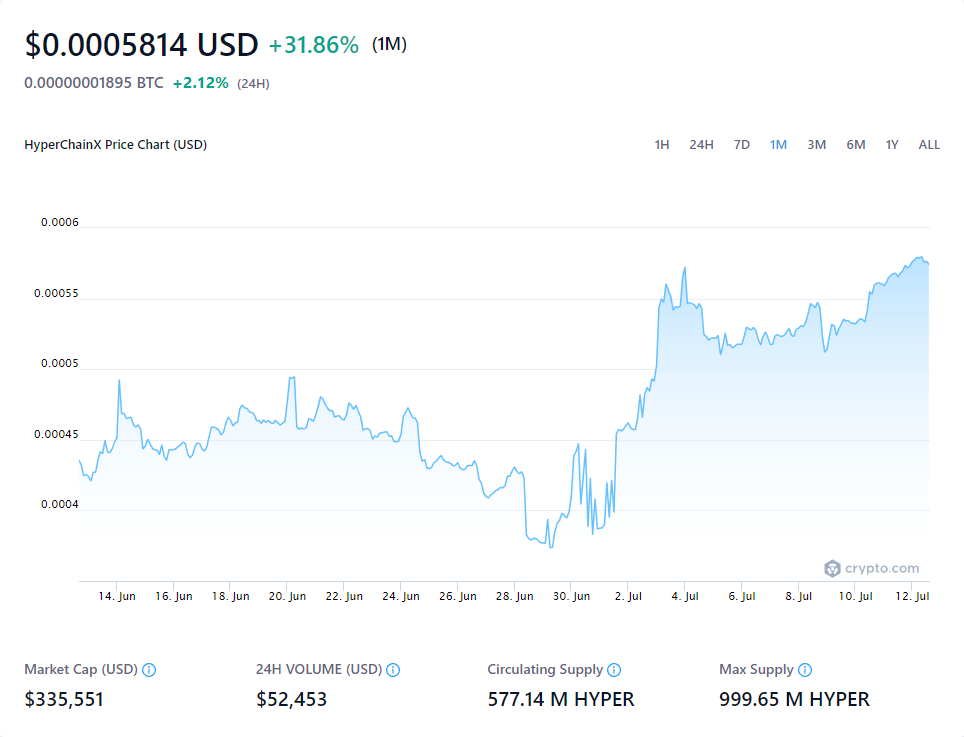 $0.0005814 USD +31.86% (1M)
0.00000001895 BTC +2.12% (24H)
HyperChainX Price Chart (USD) 1H 24H 7D 1M 3M 6M 1Y ALL
0.0006
0.00055
0.0005
0.00045
0.0004
crypto.com
14. Jun 16. Jun 18. Jun 20. Jun 22. Jun 24. Jun 26. Jun 28. Jun 30. Jun 2. Jul 4. Jul 6. Jul 8. Jul 10. Jul 12. Jul
Market Cap (USD) 24H VOLUME (USD) Circulating Supply Max Supply
$335,551 $52,453 577.14 M HYPER 999.65 M HYPER